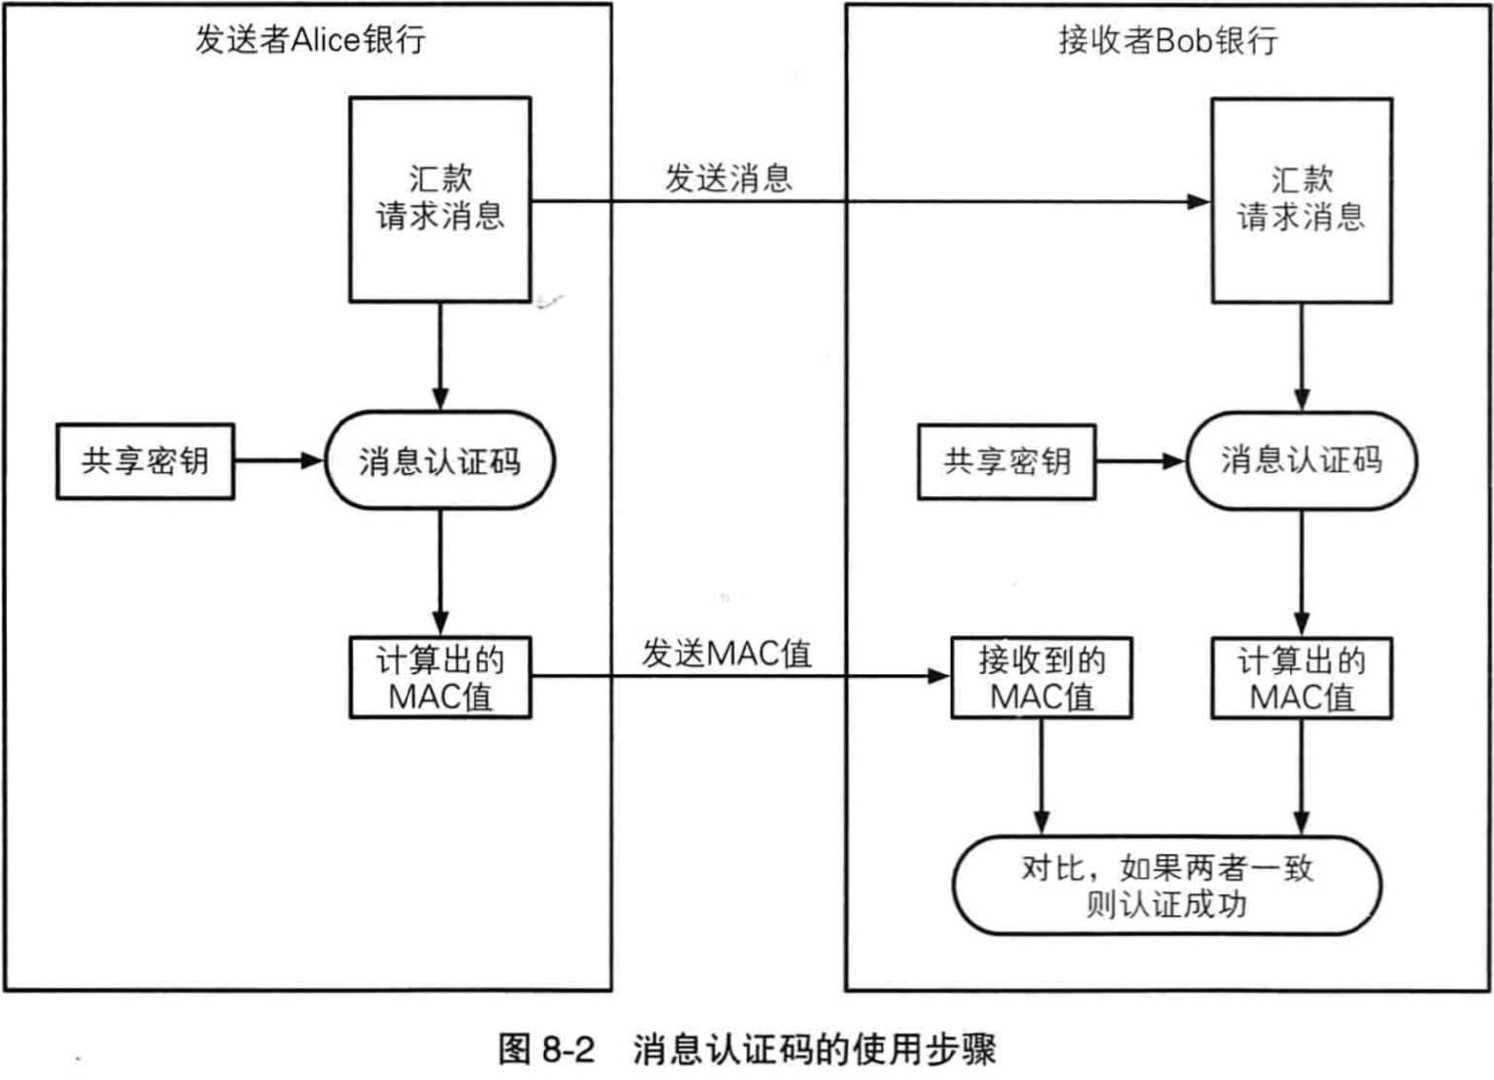 发送者Alice银行
接收者Bob银行
汇款
请求消息
发送消息
汇款
请求消息
共享密钥
消息认证码
共享密钥
消息认证码
计算出的
MAC值
发送MAC值
接收到的
MAC值
计算出的
MAC值
对比，如果两者一致
则认证成功
图 8-2 消息认证码的使用步骤